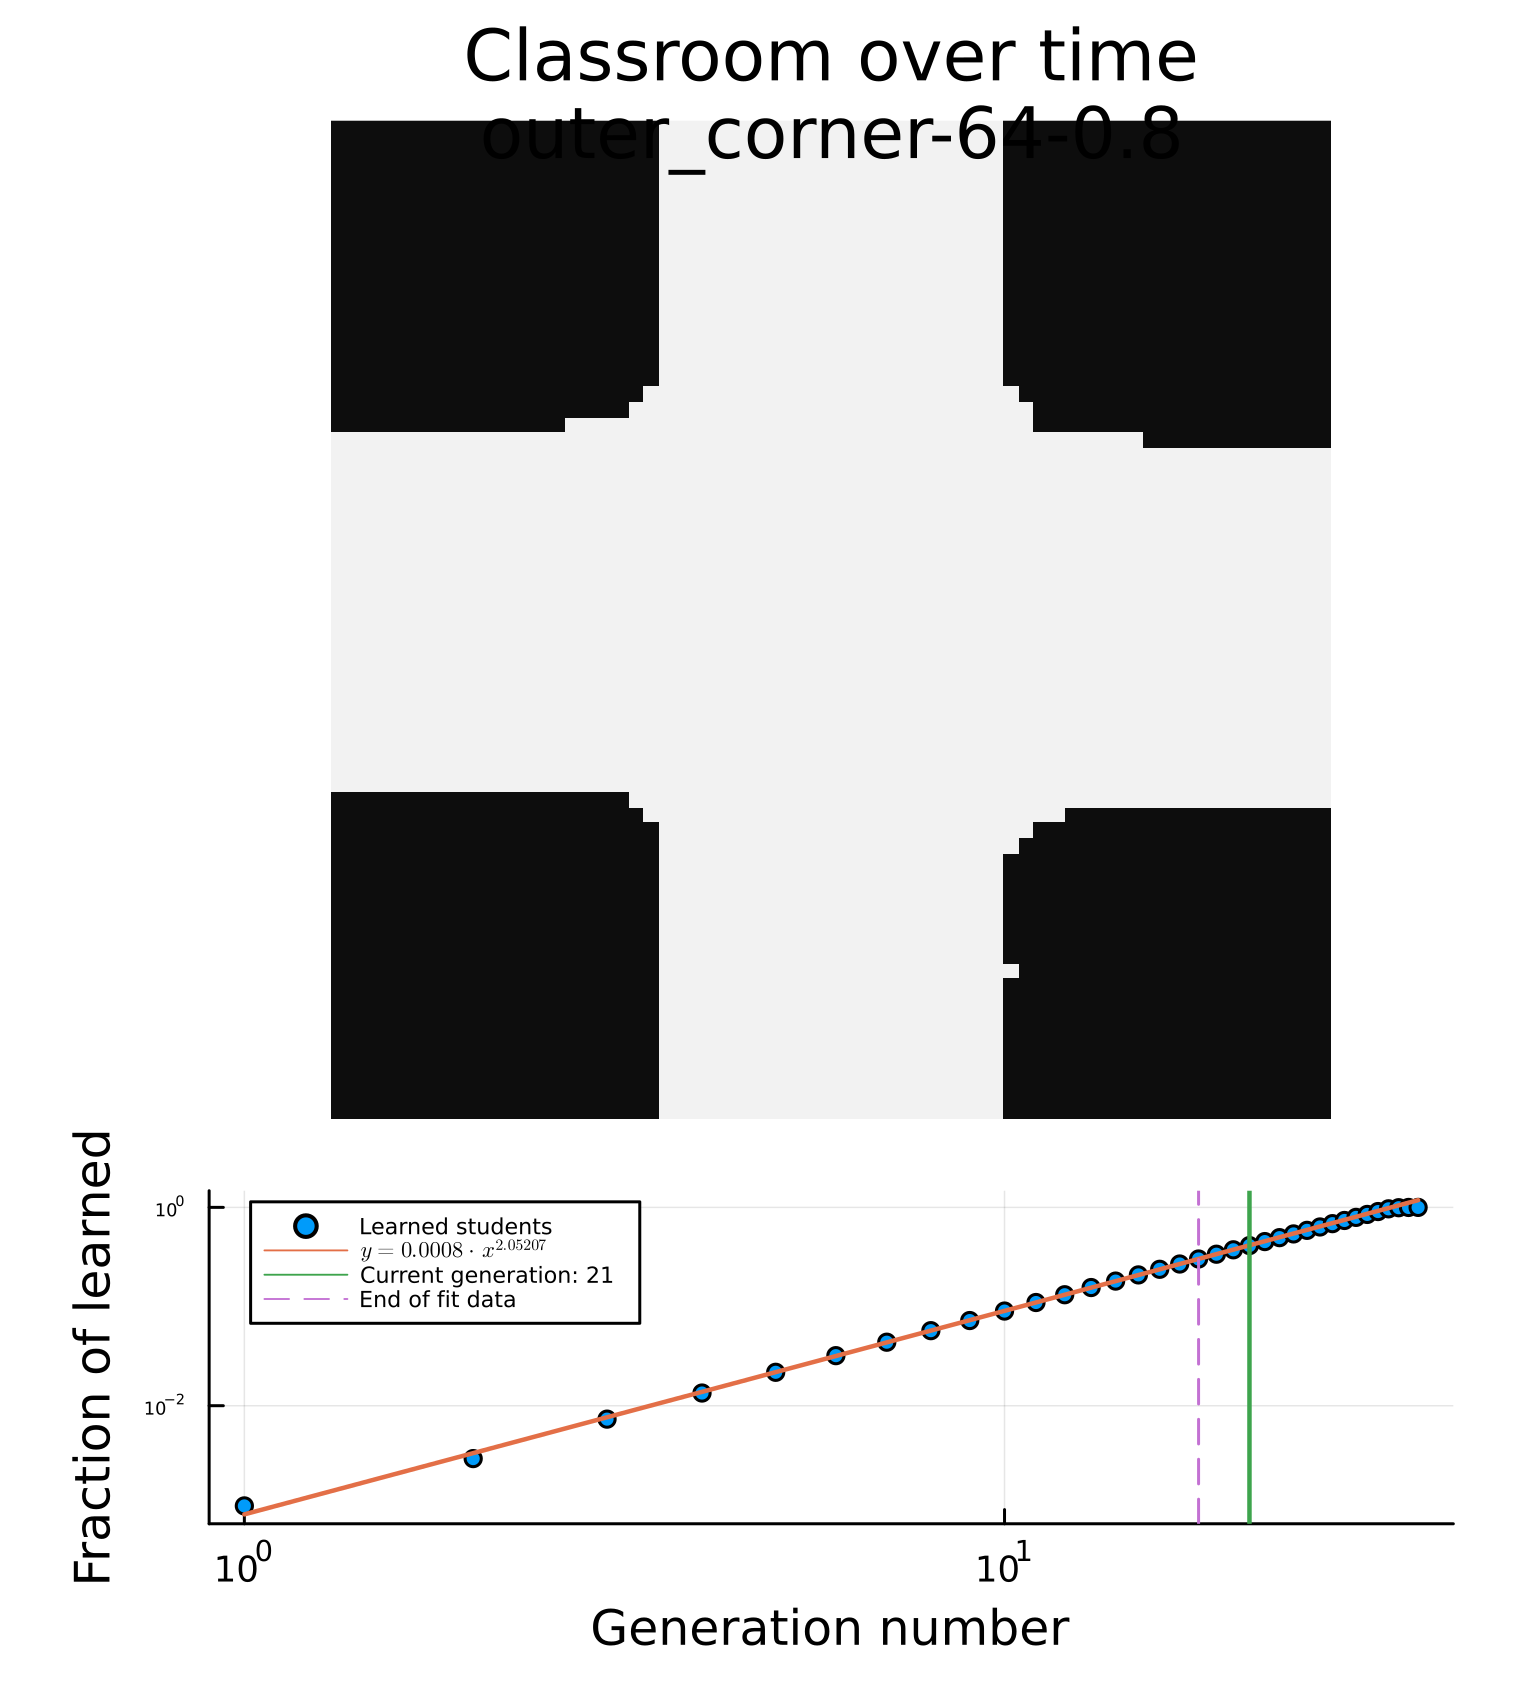 Classroom over time
outer_corner-64-0.8
Fraction of learned
10⁰
10⁻²
Learned students
y = 0.0008 · x^2.05207
Current generation: 21
End of fit data
10⁰
10¹
Generation number